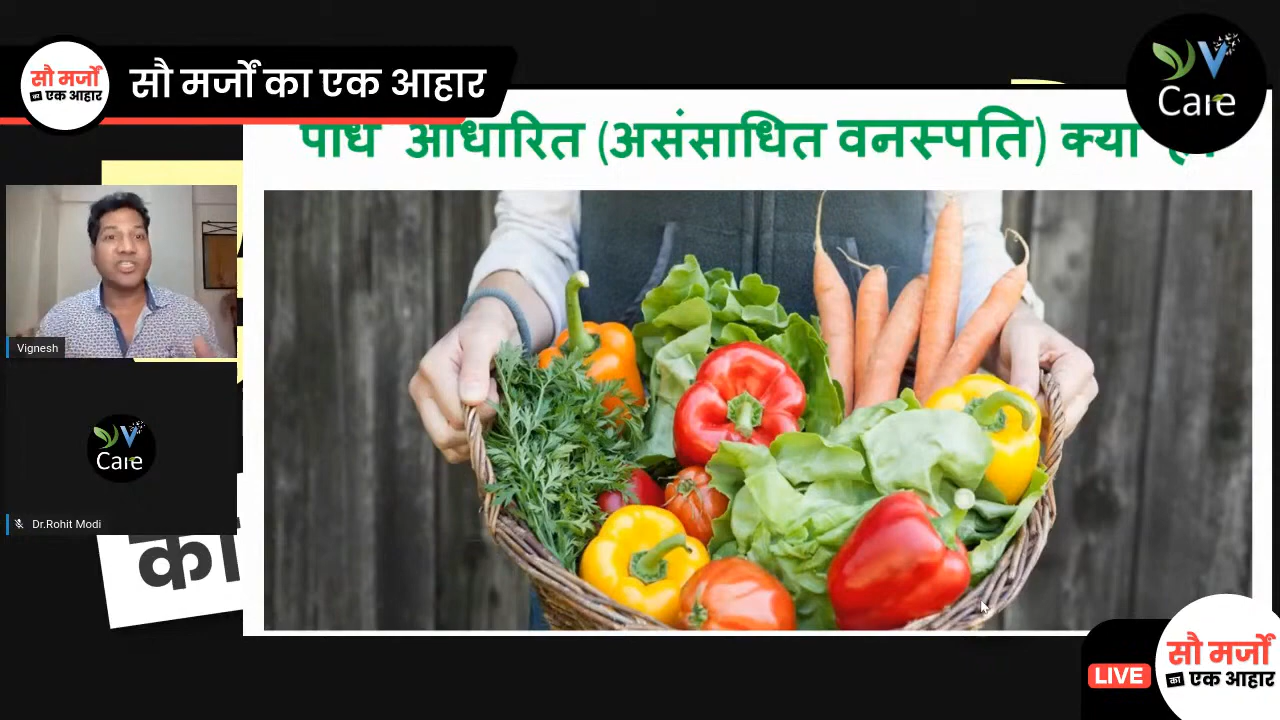 सौ मर्जों
का एक आहार
सौ मर्जों का एक आहार
V
Care
आधारित (असंसाधित वनस्पति) क्या
Vignesh
V
Care
Dr.Rohit Modi
का
LIVE
सौ मर्जों
का एक आहार